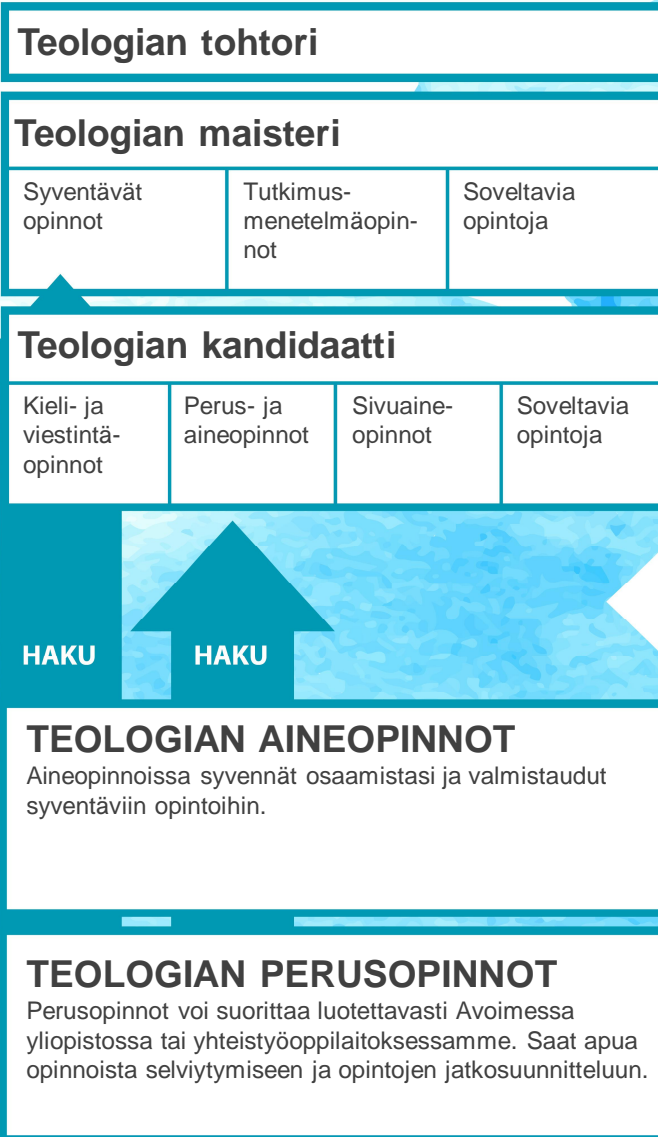 Teologian tohtori
Teologian maisteri
Syventävät
opinnot
Tutkimus-
menetelmäopin-
not
Soveltavia
opintoja
Teologian kandidaatti
Kieli- ja
viestintä-
opinnot
Perus- ja
aineopinnot
Sivuaine-
opinnot
Soveltavia
opintoja
HAKU
HAKU
TEOLOGIAN AINEOPINNOT
Aineopinnoissa syvennät osaamistasi ja valmistaudut
syventäviin opintoihin.
TEOLOGIAN PERUSOPINNOT
Perusopinnot voi suorittaa luotettavasti Avoimessa
yliopistossa tai yhteistyöoppilaitoksessamme. Saat apua
opinnoista selviytymiseen ja opintojen jatkosuunnitteluun.